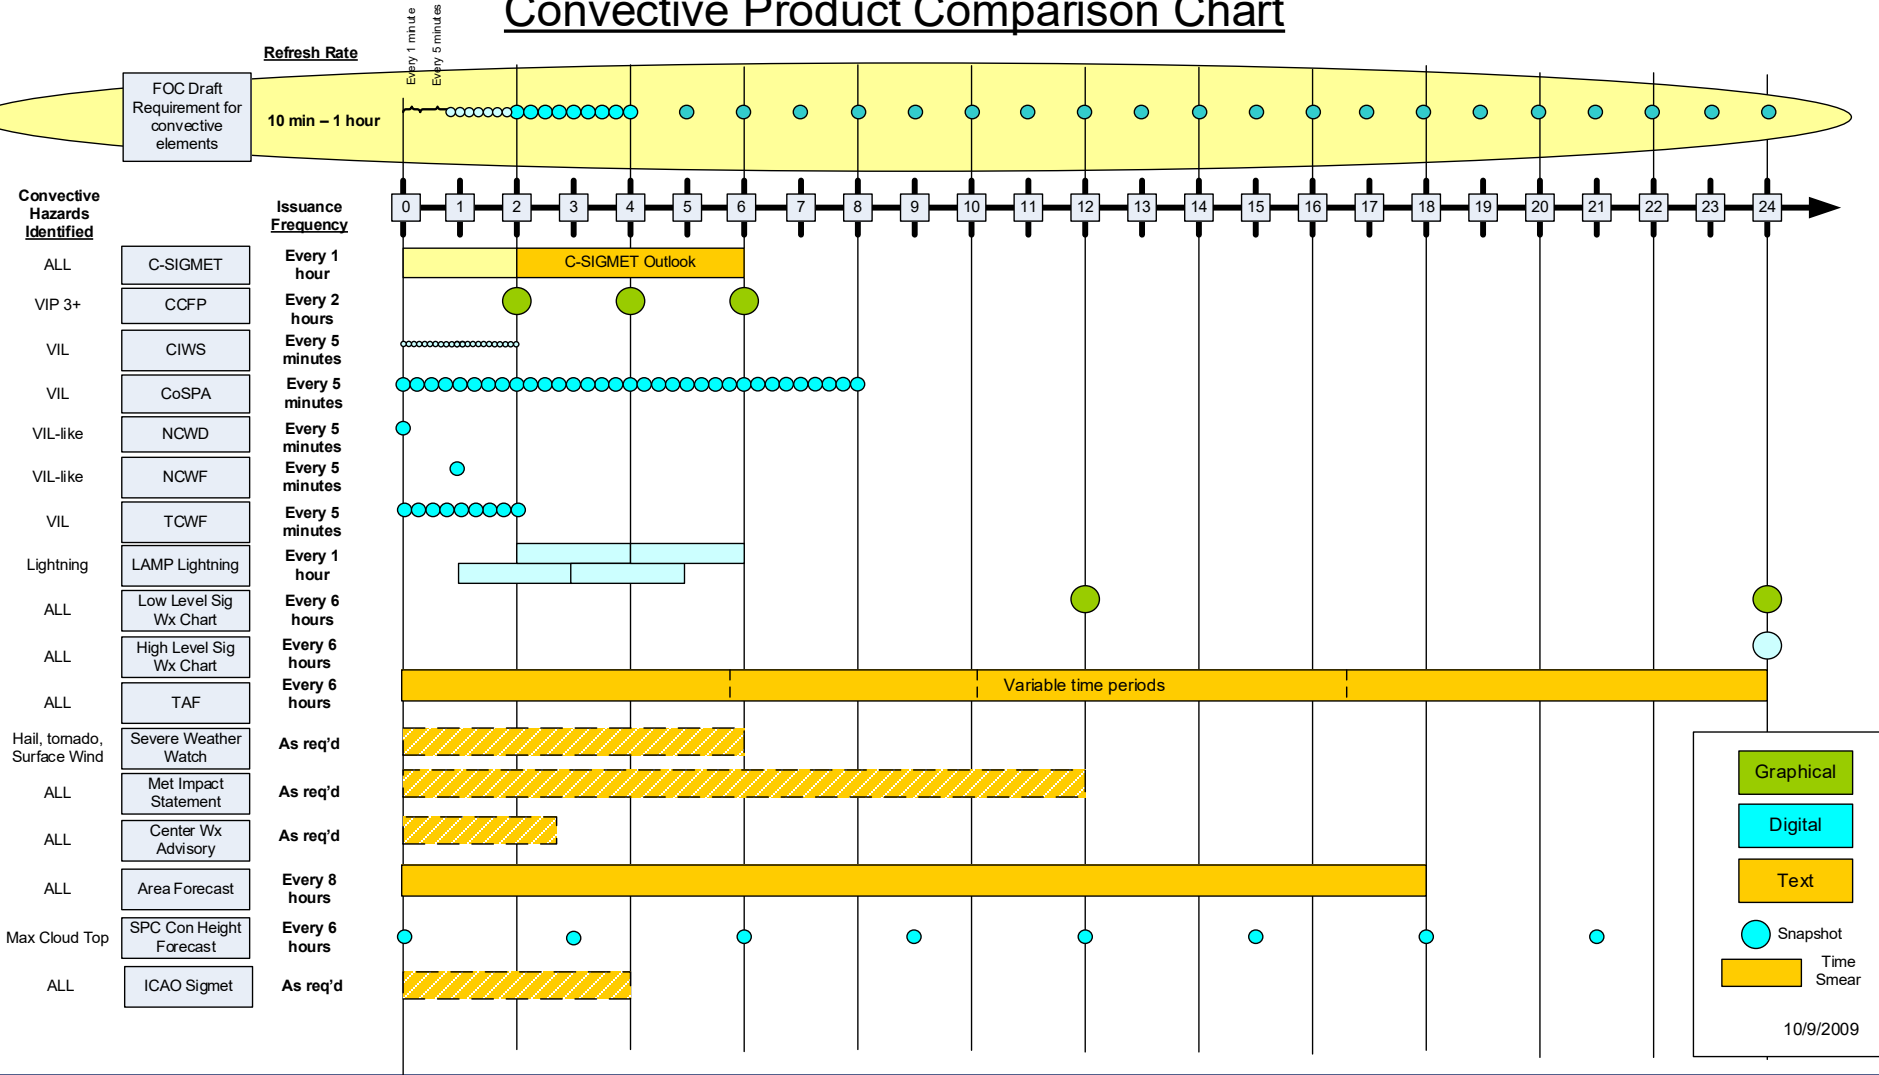 Convective Product Comparison Chart
Every 1 minute
Every 5 minutes
Refresh Rate
FOC Draft
Requirement for
convective
elements
10 min – 1 hour
Convective
Hazards
Identified
Issuance
Frequency
0 1 2 3 4 5 6 7 8 9 10 11 12 13 14 15 16 17 18 19 20 21 22 23 24
ALL
C-SIGMET
Every 1
hour
C-SIGMET Outlook
VIP 3+
CCFP
Every 2
hours
VIL
CIWS
Every 5
minutes
VIL
CoSPA
Every 5
minutes
VIL-like
NCWD
Every 5
minutes
VIL-like
NCWF
Every 5
minutes
VIL
TCWF
Every 5
minutes
Lightning
LAMP Lightning
Every 1
hour
ALL
Low Level Sig
Wx Chart
Every 6
hours
ALL
High Level Sig
Wx Chart
Every 6
hours
ALL
TAF
Every 6
hours
Variable time periods
Hail, tornado,
Surface Wind
Severe Weather
Watch
As req'd
ALL
Met Impact
Statement
As req'd
ALL
Center Wx
Advisory
As req'd
ALL
Area Forecast
Every 8
hours
Max Cloud Top
SPC Con Height
Forecast
Every 6
hours
ALL
ICAO Sigmet
As req'd
Graphical
Digital
Text
Snapshot
Time
Smear
10/9/2009